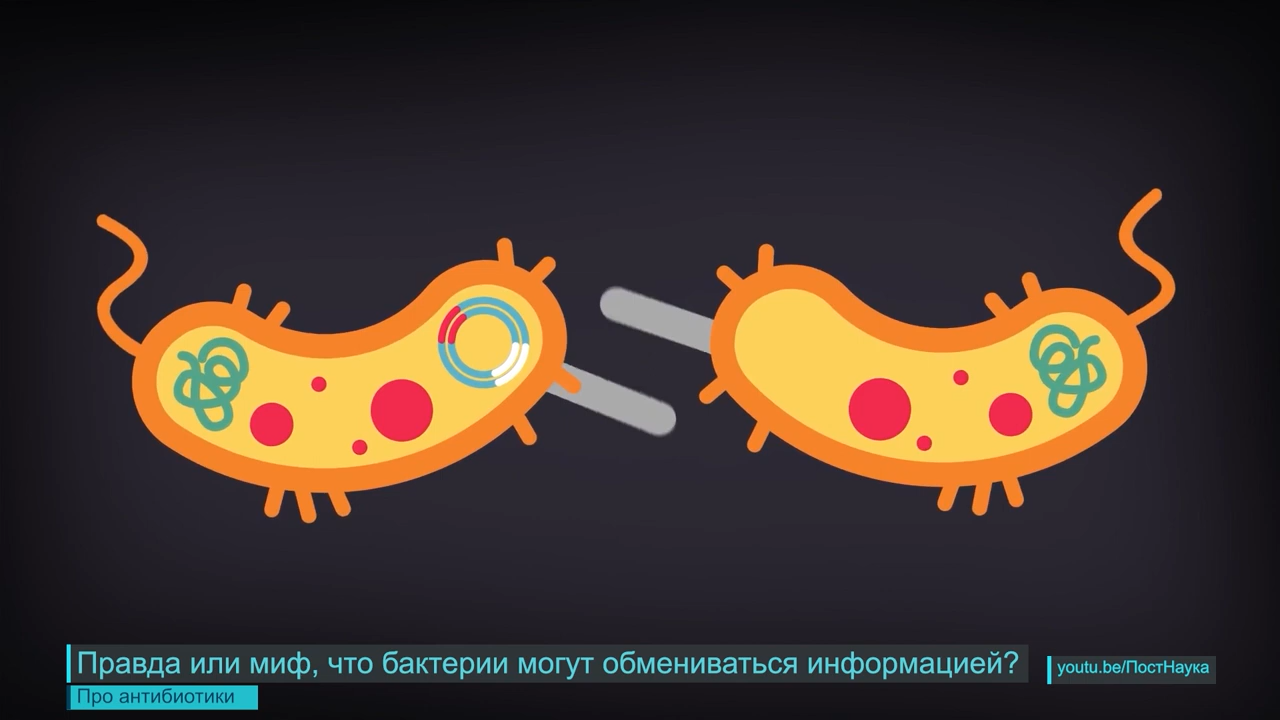 Правда или миф, что бактерии могут обмениваться информацией?
youtu.be/ПостНаука
Про антибиотики